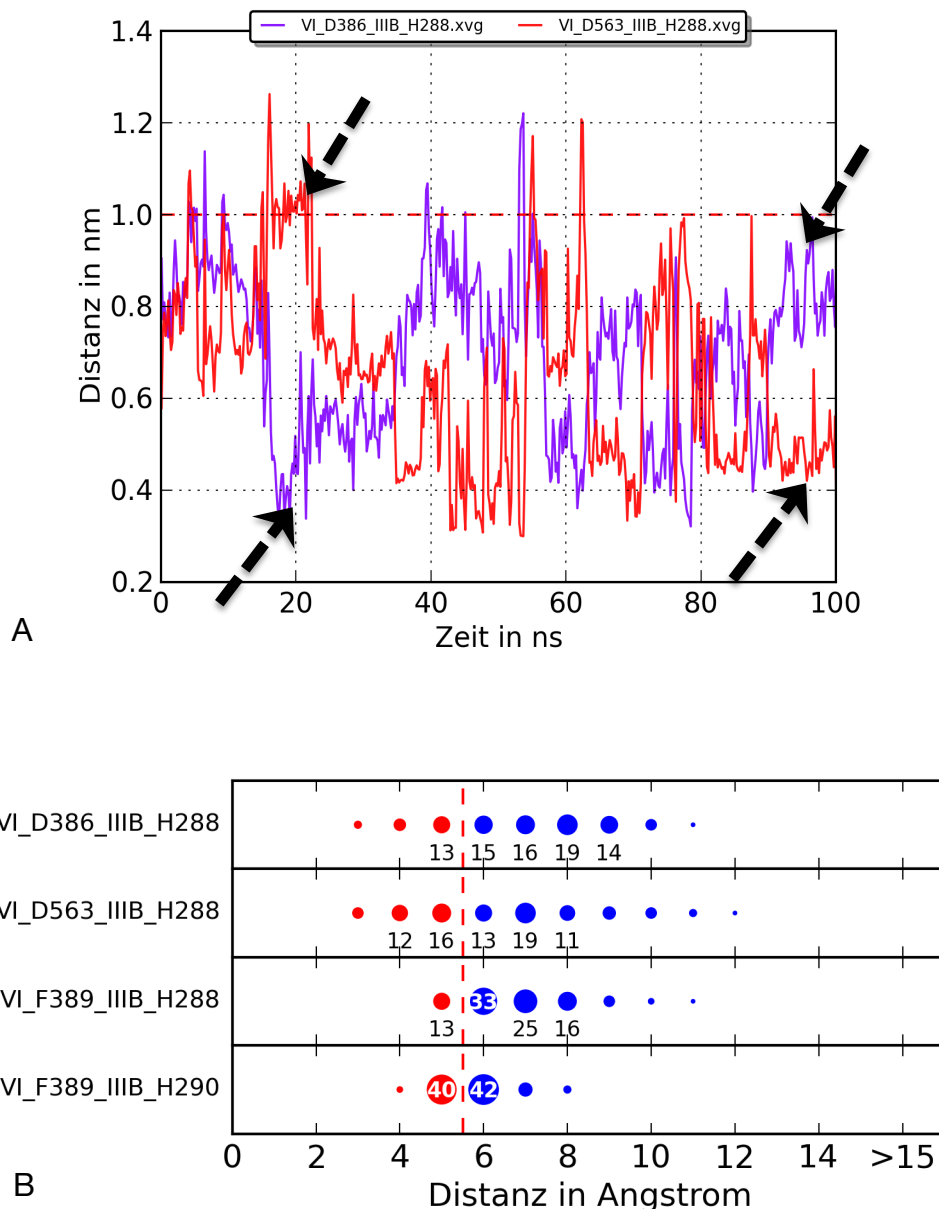 VI_D386_IIIB_H288.xvg VI_D563_IIIB_H288.xvg
1.4
1.2
1.0
0.8
0.6
0.4
0.2
Distanz in nm
0 20 40 60 80 100
Zeit in ns
A
VI_D386_IIIB_H288
13 15 16 19 14
VI_D563_IIIB_H288
12 16 13 19 11
VI_F389_IIIB_H288
33
13 25 16
VI_F389_IIIB_H290
40 42
0 2 4 6 8 10 12 14 >15
Distanz in Angstrom
B